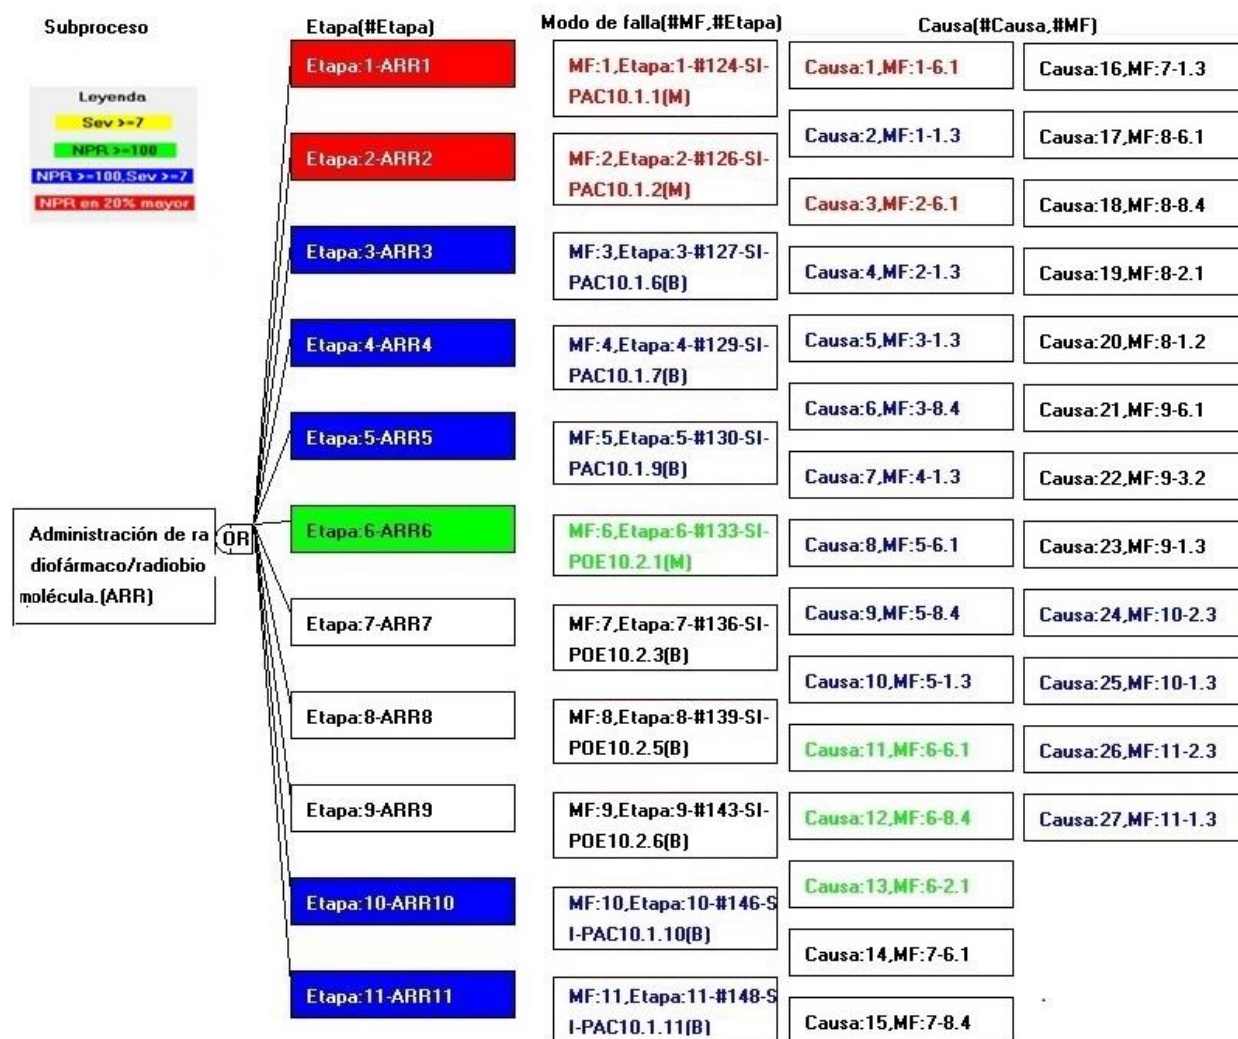 Subproceso
Leyenda
Sev >=7
NPR >=100
NPR >=100,Sev >=7
NPR en 20% mayor
Administración de ra
diofármaco/radiobio
molécula.(ARR)
OR
Etapa(#Etapa)
Etapa:1-ARR1
Etapa:2-ARR2
Etapa:3-ARR3
Etapa:4-ARR4
Etapa:5-ARR5
Etapa:6-ARR6
Etapa:7-ARR7
Etapa:8-ARR8
Etapa:9-ARR9
Etapa:10-ARR10
Etapa:11-ARR11
Modo de falla(#MF,#Etapa)
MF:1,Etapa:1-#124-SI-
PAC10.1.1(M)
MF:2,Etapa:2-#126-SI-
PAC10.1.2(M)
MF:3,Etapa:3-#127-SI-
PAC10.1.6(B)
MF:4,Etapa:4-#129-SI-
PAC10.1.7(B)
MF:5,Etapa:5-#130-SI-
PAC10.1.9(B)
MF:6,Etapa:6-#133-SI-
POE10.2.1(M)
MF:7,Etapa:7-#136-SI-
POE10.2.3(B)
MF:8,Etapa:8-#139-SI-
POE10.2.5(B)
MF:9,Etapa:9-#143-SI-
POE10.2.6(B)
MF:10,Etapa:10-#146-S
I-PAC10.1.10(B)
MF:11,Etapa:11-#148-S
I-PAC10.1.11(B)
Causa(#Causa,#MF)
Causa:1,MF:1-6.1
Causa:2,MF:1-1.3
Causa:3,MF:2-6.1
Causa:4,MF:2-1.3
Causa:5,MF:3-1.3
Causa:6,MF:3-8.4
Causa:7,MF:4-1.3
Causa:8,MF:5-6.1
Causa:9,MF:5-8.4
Causa:10,MF:5-1.3
Causa:11,MF:6-6.1
Causa:12,MF:6-8.4
Causa:13,MF:6-2.1
Causa:14,MF:7-6.1
Causa:15,MF:7-8.4
Causa:16,MF:7-1.3
Causa:17,MF:8-6.1
Causa:18,MF:8-8.4
Causa:19,MF:8-2.1
Causa:20,MF:8-1.2
Causa:21,MF:9-6.1
Causa:22,MF:9-3.2
Causa:23,MF:9-1.3
Causa:24,MF:10-2.3
Causa:25,MF:10-1.3
Causa:26,MF:11-2.3
Causa:27,MF:11-1.3